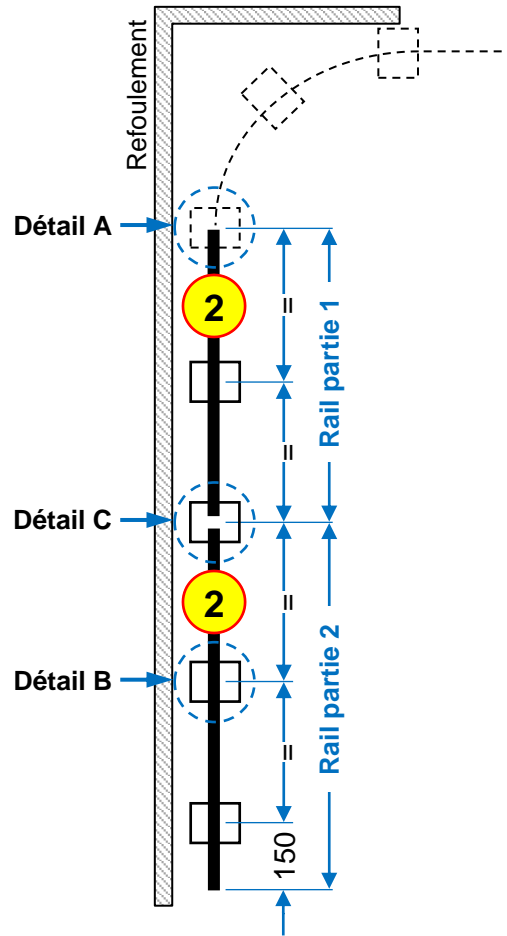 Refoulement
Détail A
2
=
Rail partie 1
=
Détail C
2
=
Rail partie 2
Détail B
=
150